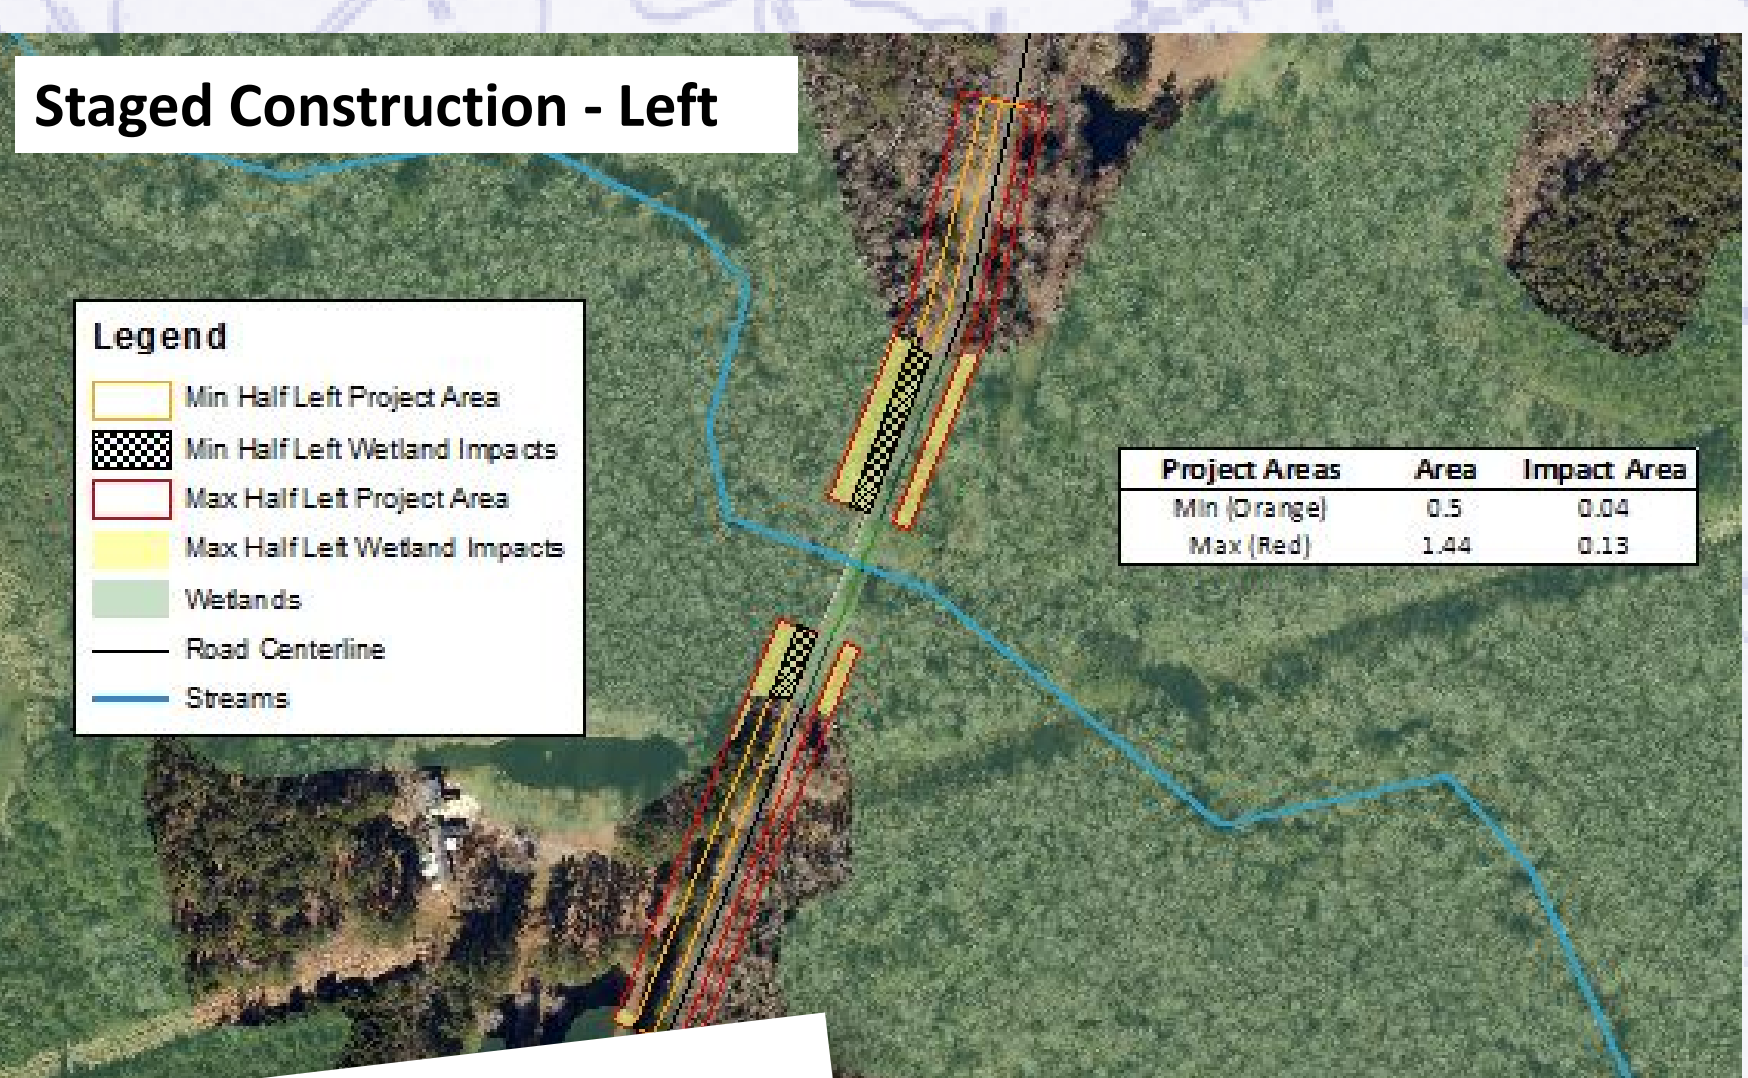 Staged Construction - Left
Legend
Min Half Left Project Area
Min Half Left Wetland Impacts
Max Half Left Project Area
Max Half Left Wetland Impacts
Wetlands
Road Centerline
Streams
Project Areas Area Impact Area
Min (Orange) 0.5 0.04
Max (Red) 1.44 0.13